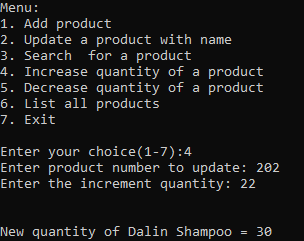 Menu:
1. Add product
2. Update a product with name
3. Search  for a product
4. Increase quantity of a product
5. Decrease quantity of a product
6. List all products
7. Exit
Enter your choice(1-7):4
Enter product number to update: 202
Enter the increment quantity: 22
New quantity of Dalin Shampoo = 30